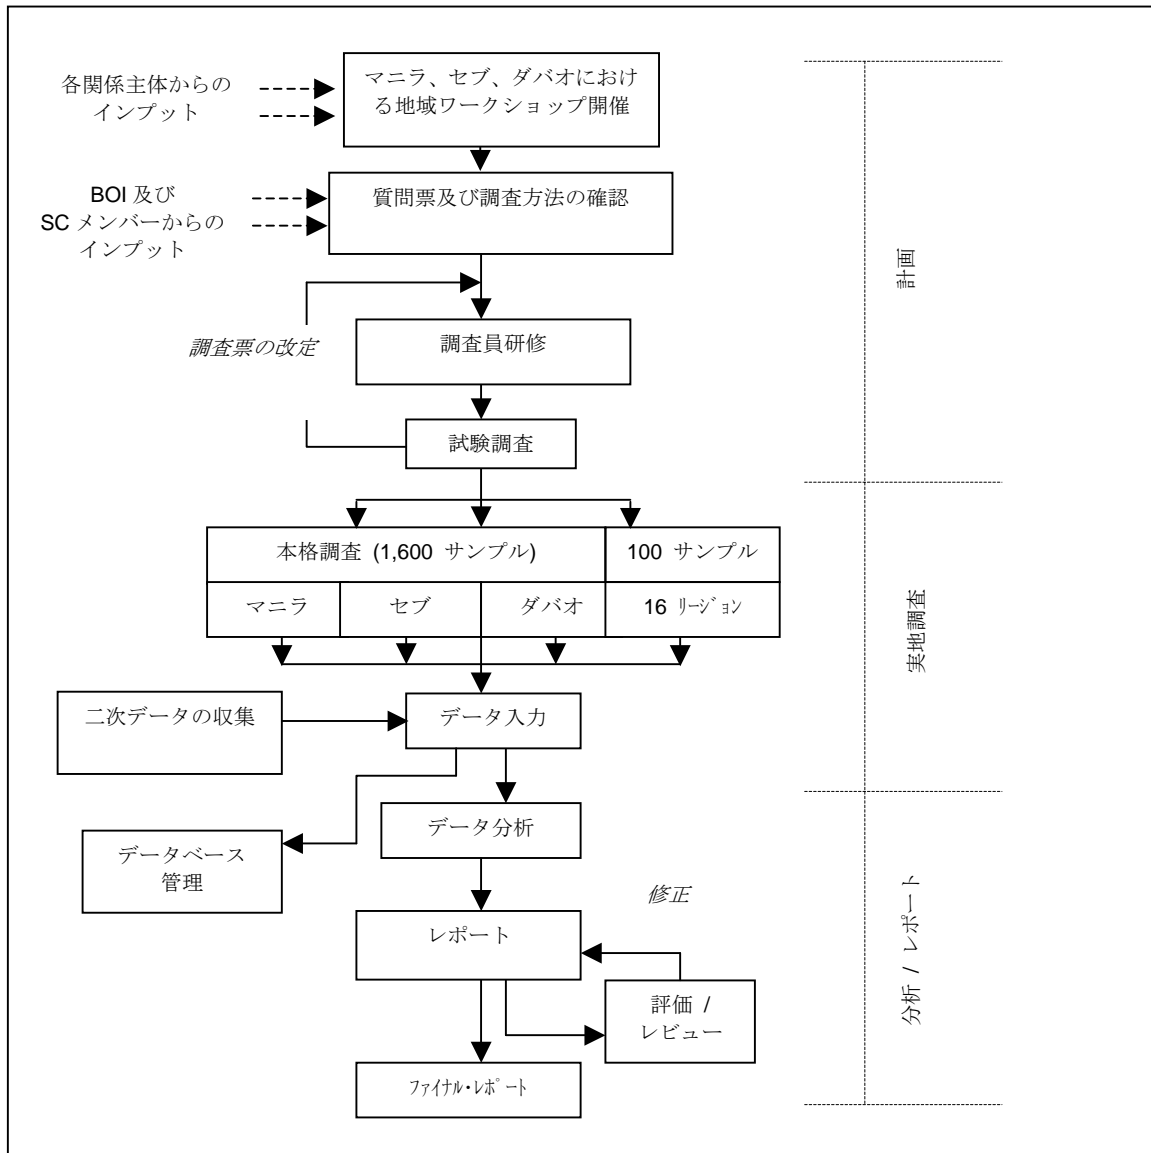 各関係主体からの
インプット
マニラ、セブ、ダバオにおけ
る地域ワークショップ開催
BOI 及び
SC メンバーからの
インプット
質問票及び調査方法の確認
計画
調査票の改定
調査員研修
試験調査
本格調査 (1,600 サンプル)
100 サンプル
マニラ
セブ
ダバオ
16 ﾘｰｼﾞｮﾝ
実地調査
二次データの収集
データ入力
データ分析
データベース
管理
修正
レポート
評価 /
レビュー
分析 / レポート
ﾌｧｲﾅﾙ・ﾚﾎﾟｰﾄ